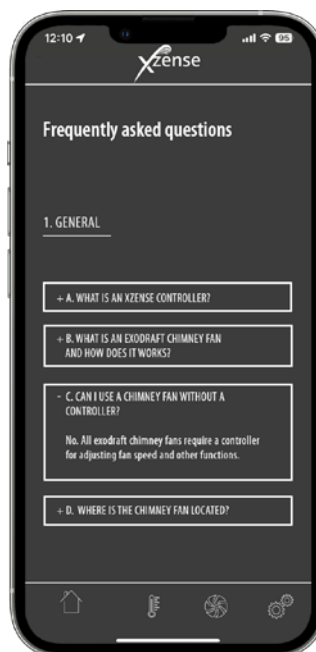 12:10
95
xzense
Frequently asked questions
1. GENERAL
+ A. WHAT IS AN XZENSE CONTROLLER?
+ B. WHAT IS AN EXODRAFT CHIMNEY FAN
AND HOW DOES IT WORKS?
- C. CAN I USE A CHIMNEY FAN WITHOUT A
CONTROLLER?
No. All exodraft chimney fans require a controller
for adjusting fan speed and other functions.
+ D. WHERE IS THE CHIMNEY FAN LOCATED?